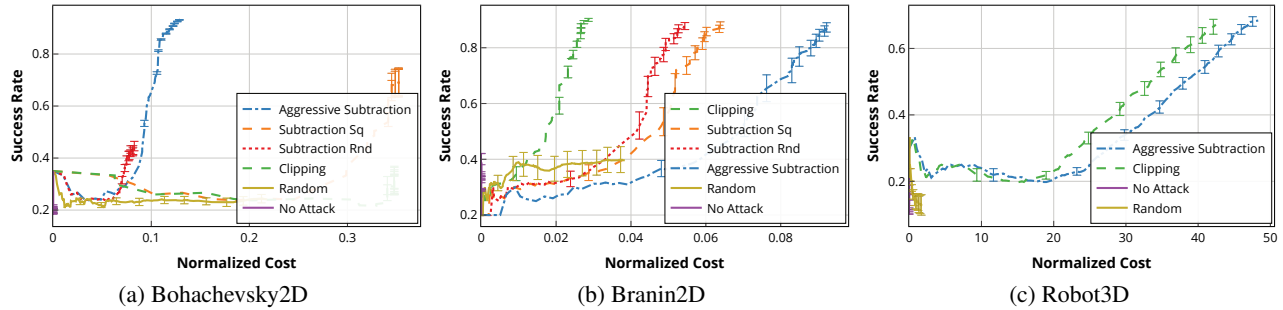 Success Rate
0.8
0.6
0.4
0.2
0
0.1
0.2
0.3
Normalized Cost
Aggressive Subtraction
Subtraction Sq
Subtraction Rnd
Clipping
Random
No Attack
(a) Bohachevsky2D
Success Rate
0.8
0.6
0.4
0.2
0
0.02
0.04
0.06
0.08
Normalized Cost
Clipping
Subtraction Sq
Subtraction Rnd
Aggressive Subtraction
Random
No Attack
(b) Branin2D
Success Rate
0.6
0.4
0.2
0
10
20
30
40
50
Normalized Cost
Aggressive Subtraction
Clipping
No Attack
Random
(c) Robot3D